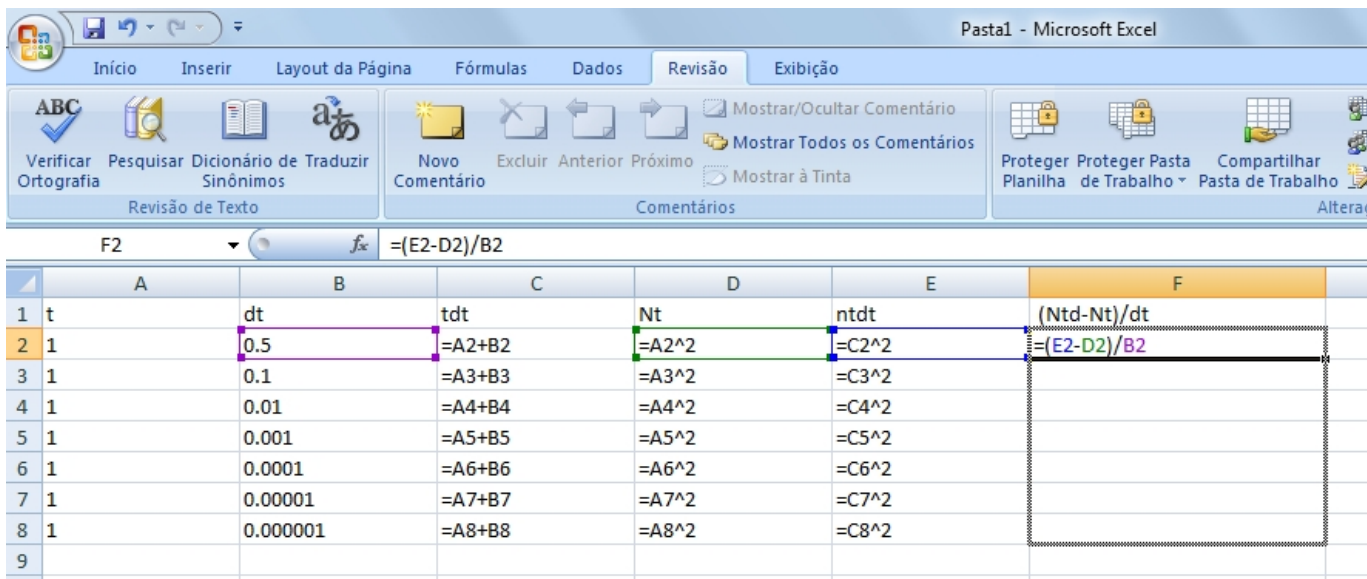 Pasta1 - Microsoft Excel
Início Inserir Layout da Página Fórmulas Dados Revisão Exibição
ABC
Verificar Ortografia
Pesquisar
Dicionário de Sinônimos
Traduzir
Revisão de Texto
Novo Comentário
Excluir
Anterior
Próximo
Mostrar/Ocultar Comentário
Mostrar Todos os Comentários
Mostrar à Tinta
Comentários
Proteger Planilha
Proteger Pasta de Trabalho
Compartilhar Pasta de Trabalho
Alteraç
F2 fx =(E2-D2)/B2
A B C D E F
1 t dt tdt Nt ntdt (Ntd-Nt)/dt
2 1 0.5 =A2+B2 =A2^2 =C2^2 =(E2-D2)/B2
3 1 0.1 =A3+B3 =A3^2 =C3^2
4 1 0.01 =A4+B4 =A4^2 =C4^2
5 1 0.001 =A5+B5 =A5^2 =C5^2
6 1 0.0001 =A6+B6 =A6^2 =C6^2
7 1 0.00001 =A7+B7 =A7^2 =C7^2
8 1 0.000001 =A8+B8 =A8^2 =C8^2
9